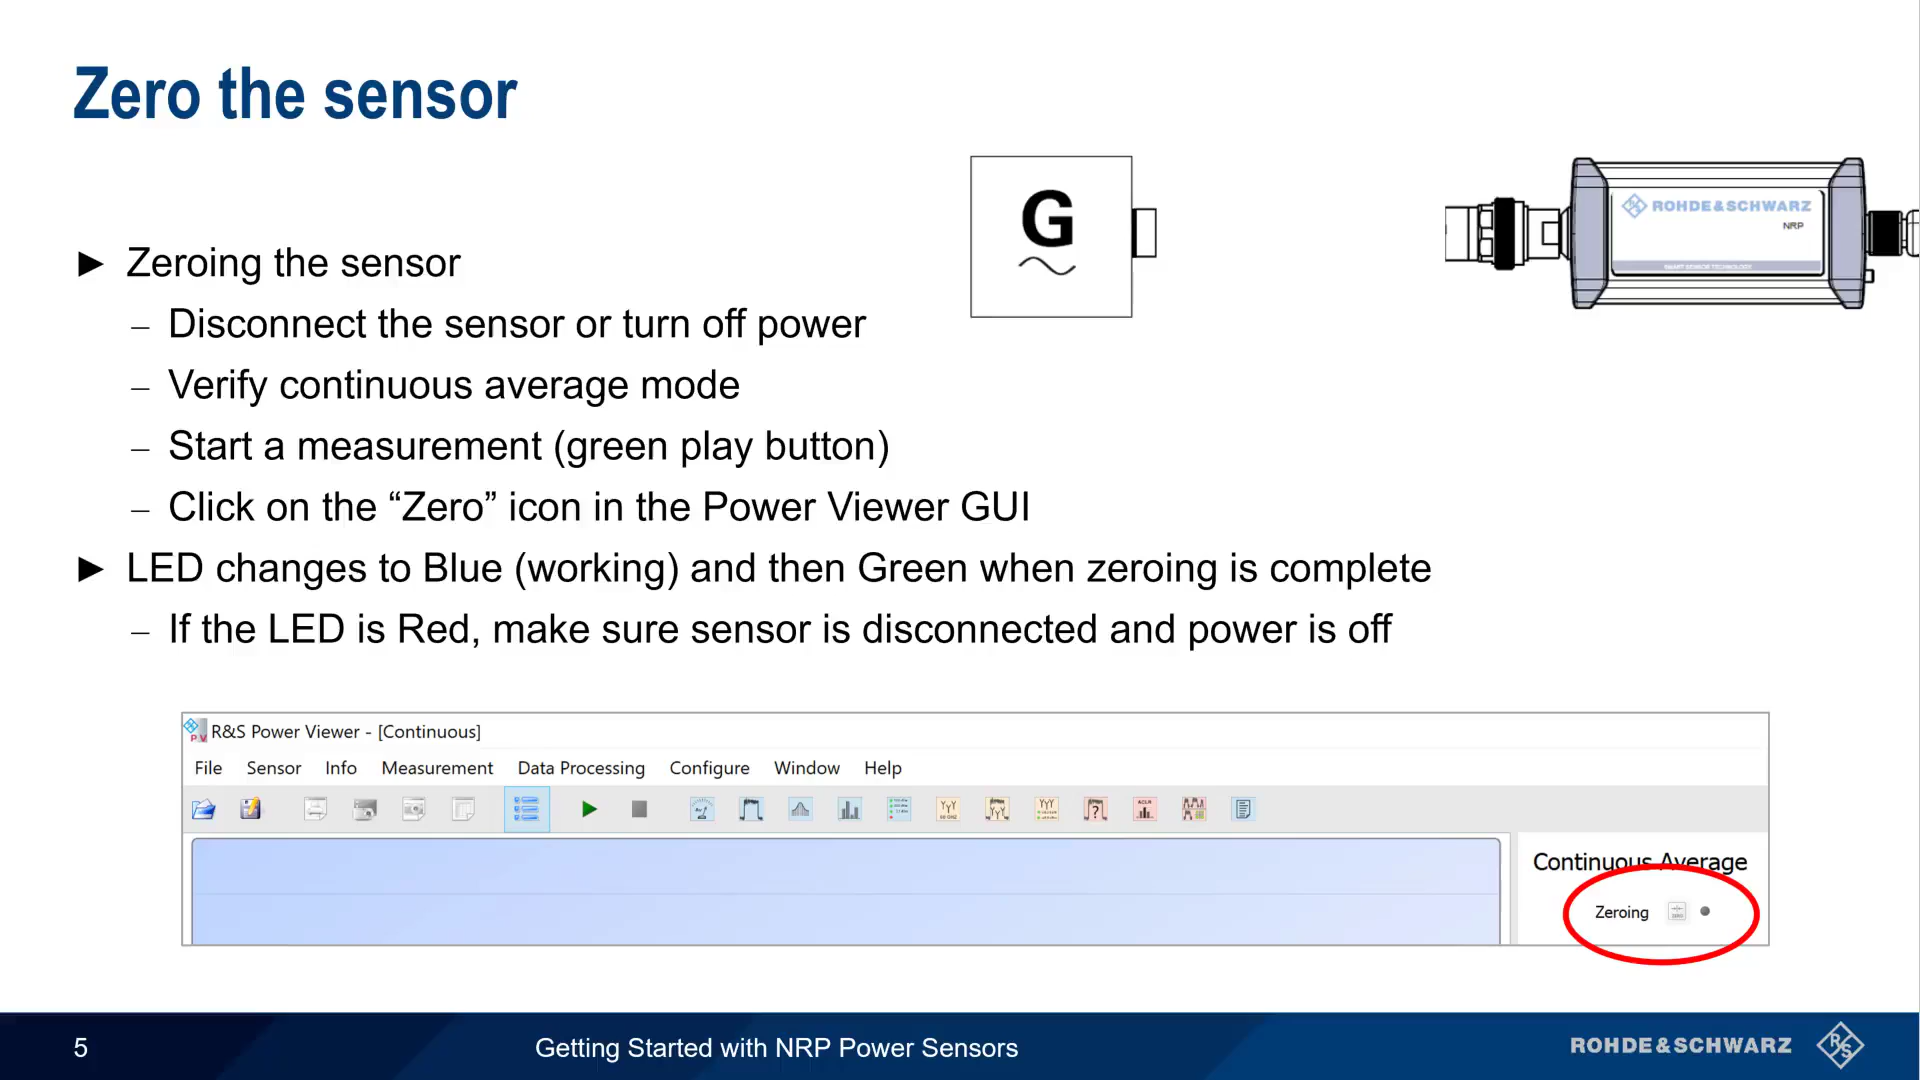 Zero the sensor
G
ROHDE&SCHWARZ
NRP
SMART SENSOR TECHNOLOGY
► Zeroing the sensor
– Disconnect the sensor or turn off power
– Verify continuous average mode
– Start a measurement (green play button)
– Click on the “Zero” icon in the Power Viewer GUI
► LED changes to Blue (working) and then Green when zeroing is complete
– If the LED is Red, make sure sensor is disconnected and power is off
R&S Power Viewer - [Continuous]
File Sensor Info Measurement Data Processing Configure Window Help
Continuous Average
Zeroing
5
Getting Started with NRP Power Sensors
ROHDE&SCHWARZ